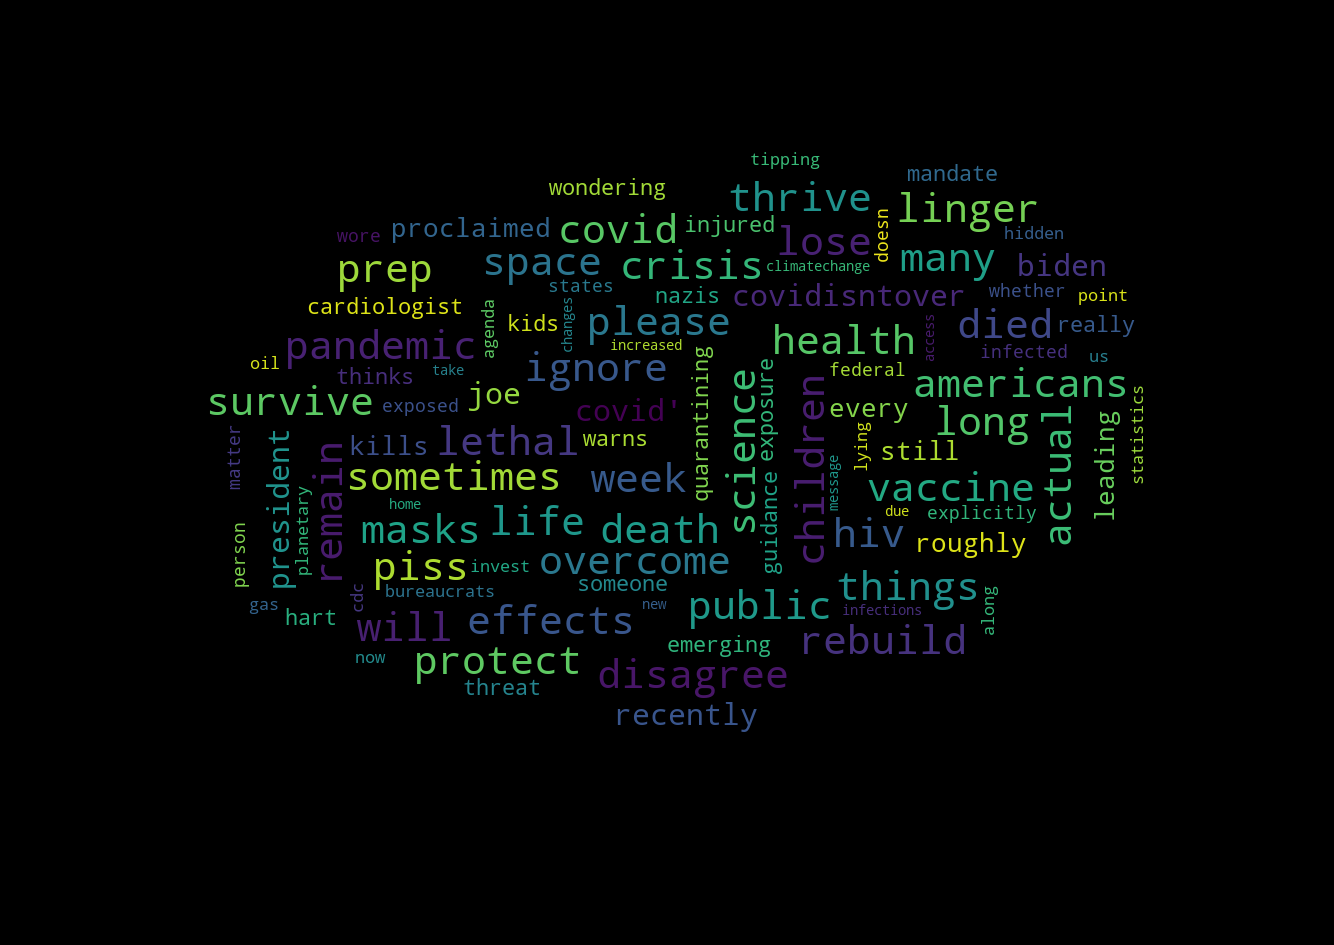 tipping
mandate
wondering
thrive
linger
wore
proclaimed
covid
injured
lose
doesn
hidden
prep
space
crisis
climatechange
many
biden
states
nazis
covidisntover
whether
point
cardiologist
agenda
kids
changes
please
died
really
pandemic
increased
health
access
infected
us
oil
thinks
take
ignore
quarantining
science
exposure
federal
americans
survive
exposed
joe
covid'
children
every
long
actual
leading
statistics
matter
president
remain
kills
lethal
warns
lying
still
sometimes
week
message
vaccine
home
due
explicitly
planetary
masks
life
death
guidance
hiv
roughly
person
piss
invest
overcome
someone
things
gas
cdc
bureaucrats
new
public
infections
along
hart
will
effects
emerging
rebuild
now
protect
disagree
threat
recently